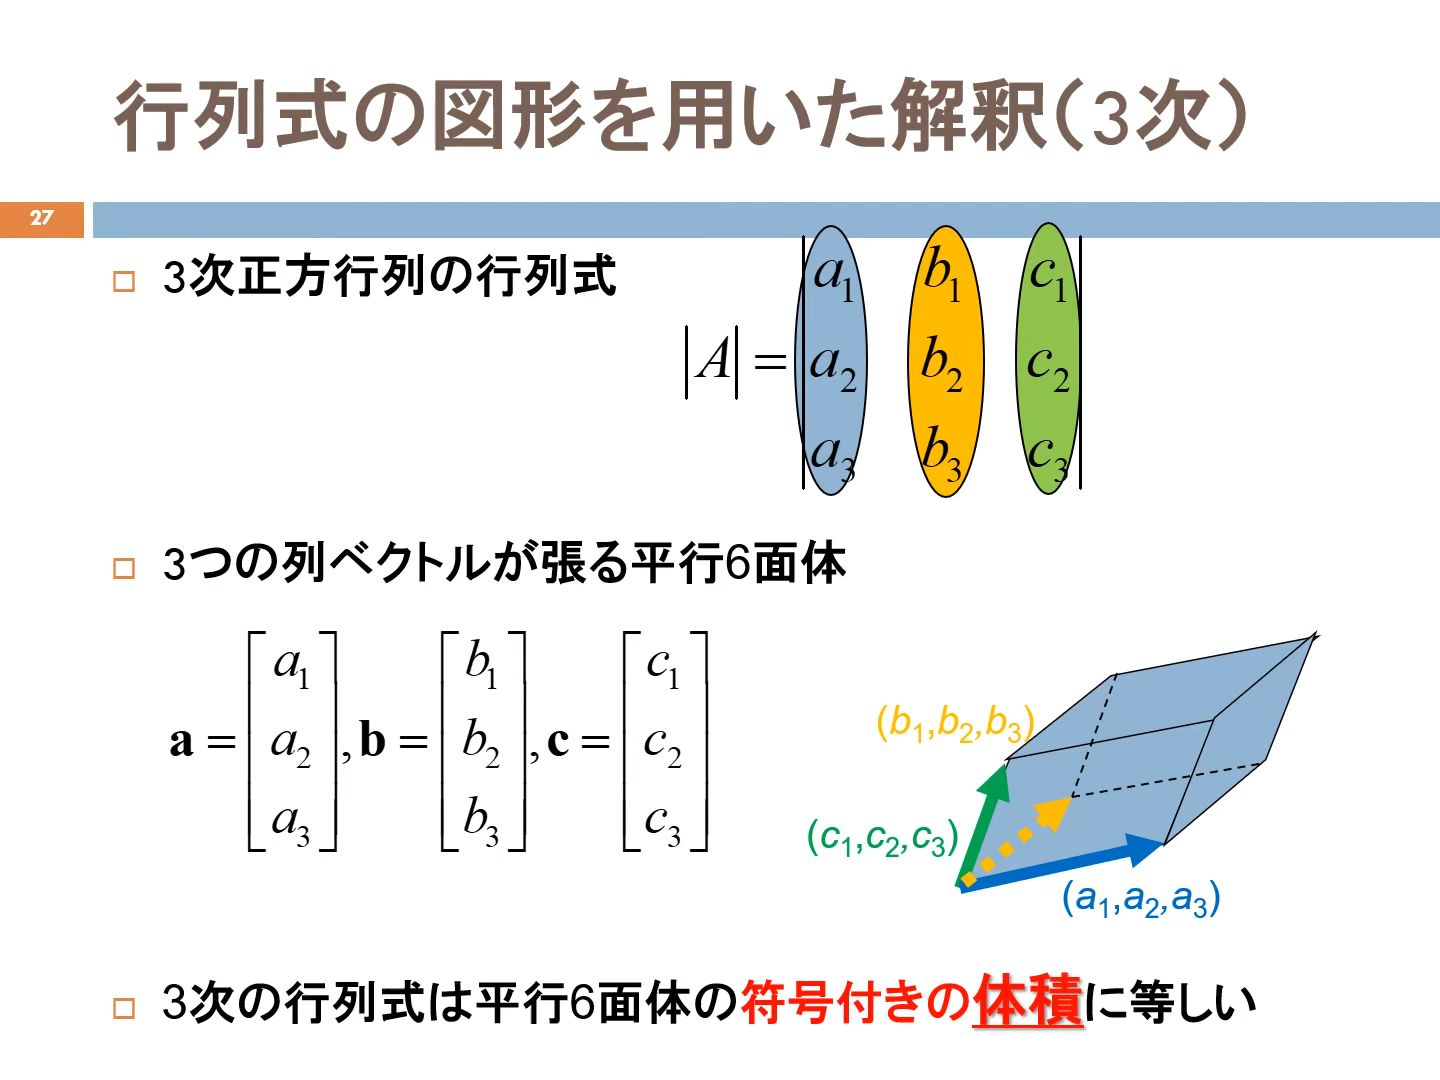 行列式の図形を用いた解釈（3次）
27
3次正方行列の行列式
|A| = | a1 b1 c1
a2 b2 c2
a3 b3 c3 |
3つの列ベクトルが張る平行6面体
a = [a1 a2 a3], b = [b1 b2 b3], c = [c1 c2 c3]
(b1,b2,b3)
(c1,c2,c3)
(a1,a2,a3)
3次の行列式は平行6面体の符号付きの体積に等しい